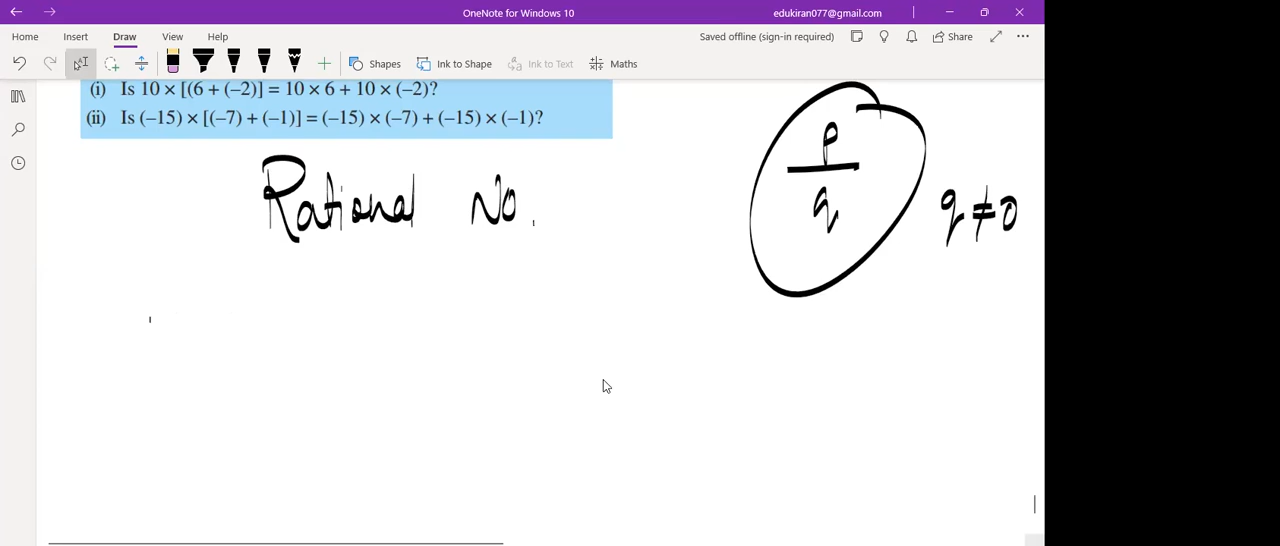 OneNote for Windows 10
edukiran077@gmail.com
Home Insert Draw View Help
Saved offline (sign-in required)
Share
Shapes
Ink to Shape
Ink to Text
Maths
(i) Is 10 × [(6 + (−2)] = 10 × 6 + 10 × (−2)?
(ii) Is (−15) × [(−7) + (−1)] = (−15) × (−7) + (−15) × (−1)?
Rational No.
p
q
q ≠ 0